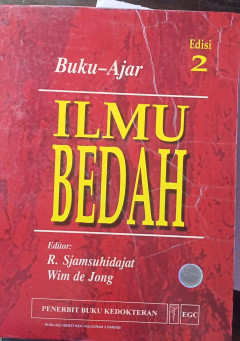 Edisi
2
Buku-Ajar
ILMU
BEDAH
Editor:
R. Sjamsuhidajat
Wim de Jong
PENERBIT BUKU KEDOKTERAN
EGC